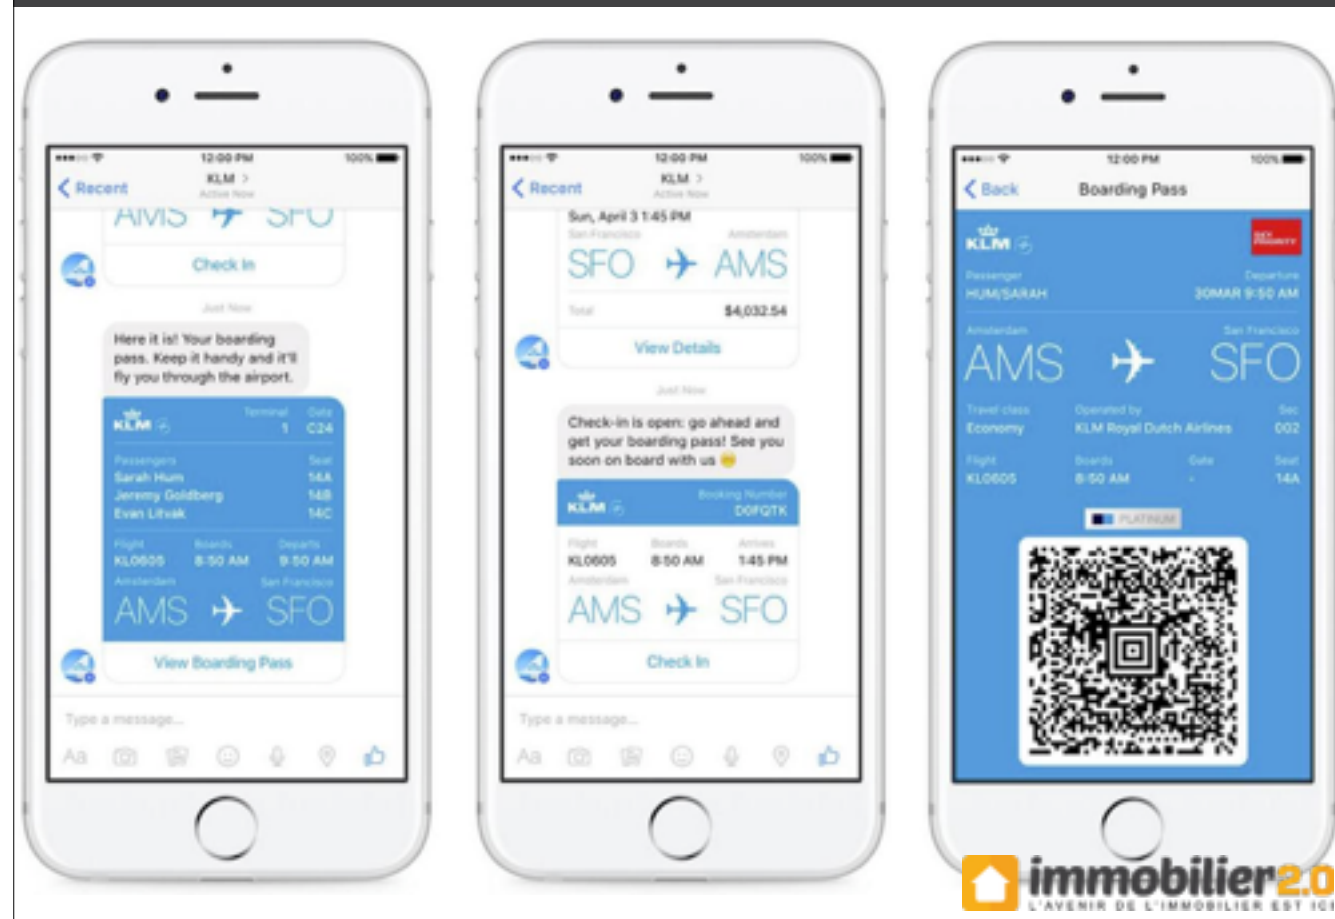 12:00 PM
100%
Recent
KLM >
Active Now
AMS SFO
Check In
Just Now
Here it is! Your boarding
pass. Keep it handy and it'll
fly you through the airport.
KLM
Terminal Gate
1 C24
Passengers Seat
Sarah Hum 14A
Jeremy Goldberg 14B
Evan Litvak 14C
Flight Boards Departs
KL0605 8:50 AM 9:50 AM
Amsterdam San Francisco
AMS SFO
View Boarding Pass
Type a message...
Aa
12:00 PM
100%
Recent
KLM >
Active Now
Sun, April 3 1:45 PM
San Francisco Amsterdam
SFO AMS
Total $4,032.54
View Details
Just Now
Check-in is open: go ahead and
get your boarding pass! See you
soon on board with us
KLM
Booking Number
D0FQTK
Flight Boards Arrives
KL0605 8:50 AM 1:45 PM
Amsterdam San Francisco
AMS SFO
Check In
Type a message...
Aa
12:00 PM
100%
Back
Boarding Pass
KLM
SKY
PRIORITY
Passenger Departure
HUM/SARAH 30MAR 9:50 AM
Amsterdam San Francisco
AMS SFO
Travel class Operated by Sec
Economy KLM Royal Dutch Airlines 002
Flight Boards Gate Seat
KL0605 8:50 AM - 14A
PLATINUM
immobilier2.0
L'AVENIR DE L'IMMOBILIER EST ICI